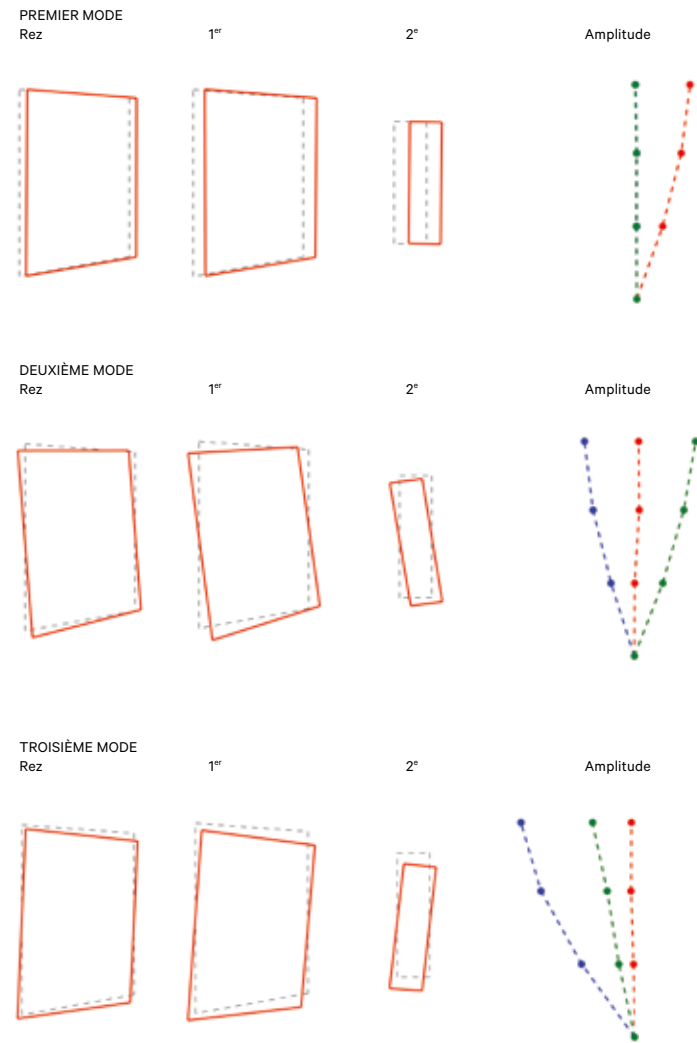 PREMIER MODE
Rez 1er 2e Amplitude
DEUXIÈME MODE
Rez 1er 2e Amplitude
TROISIÈME MODE
Rez 1er 2e Amplitude